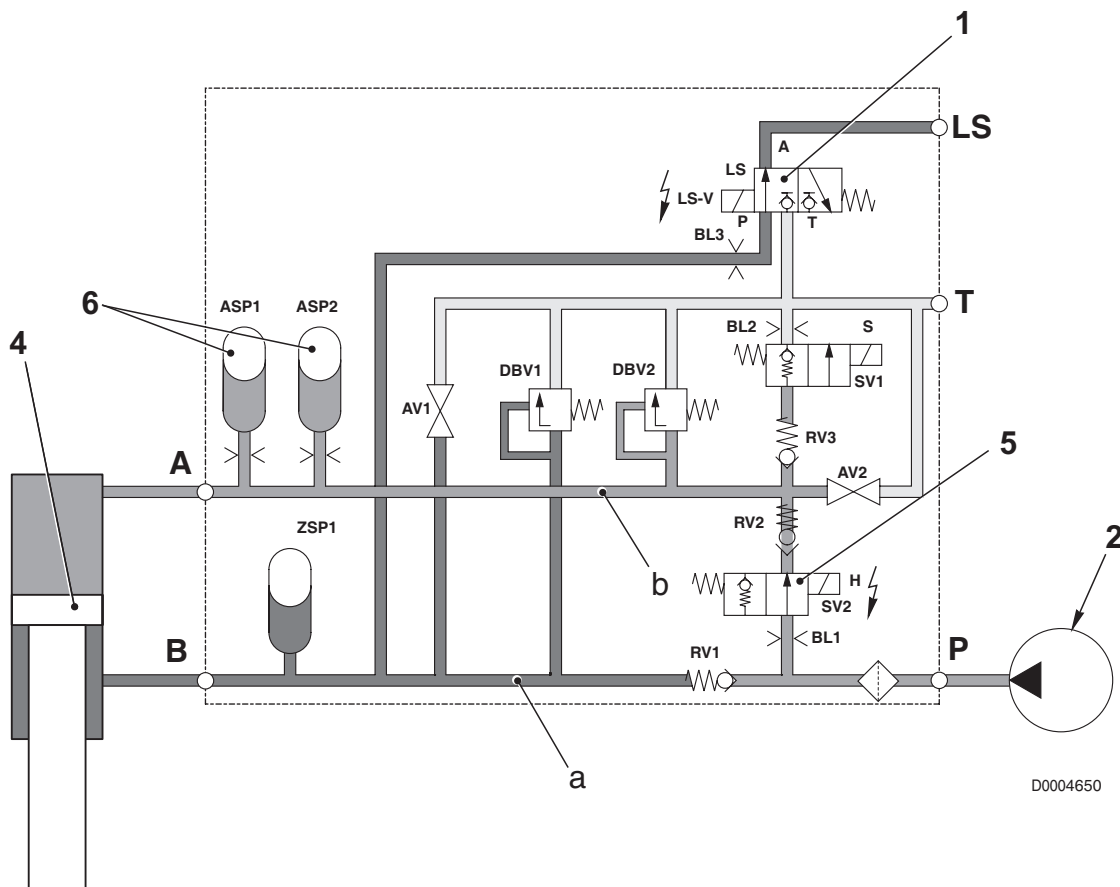 1
LS
A
LS
LS-V
P
T
BL3
6
ASP1
ASP2
T
4
BL2
S
DBV1
DBV2
SV1
AV1
RV3
5
A
AV2
RV2
ZSP1
b
H
2
SV2
B
BL1
P
RV1
a
D0004650